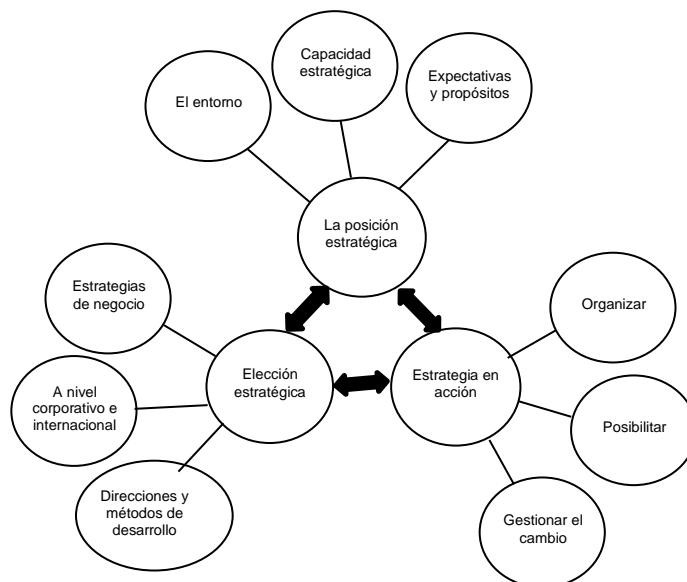 Capacidad
estratégica
Expectativas
y propósitos
El entorno
La posición
estratégica
Estrategias
de negocio
Organizar
Elección
estratégica
Estrategia en
acción
A nivel
corporativo e
internacional
Posibilitar
Direcciones y
métodos de
desarrollo
Gestionar el
cambio